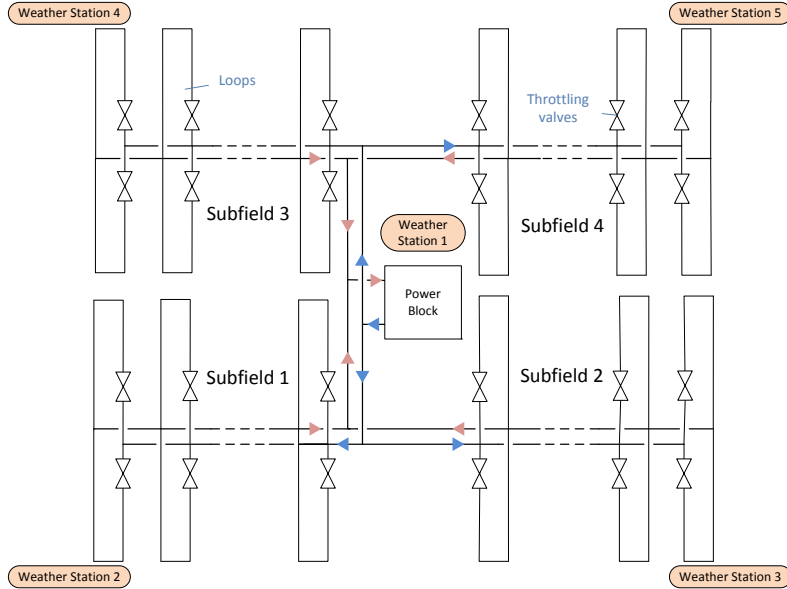 Weather Station 4
Weather Station 5
Loops
Throttling
valves
Subfield 3
Subfield 4
Weather
Station 1
Power
Block
Subfield 1
Subfield 2
Weather Station 2
Weather Station 3